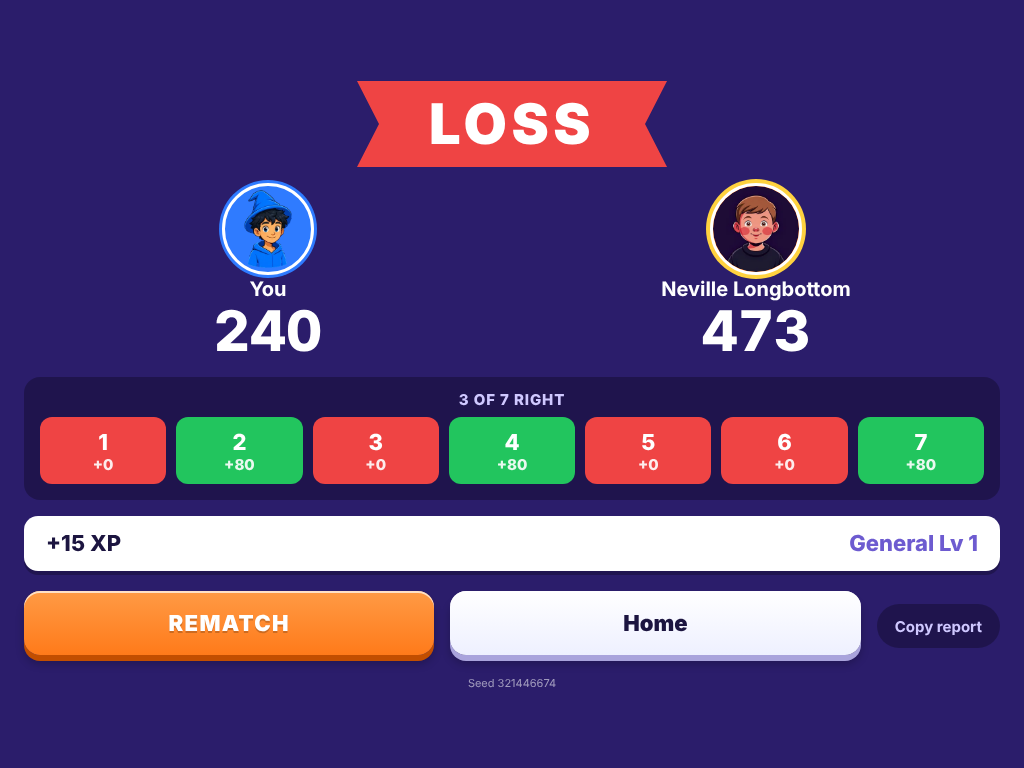 LOSS
You
Neville Longbottom
240
473
3 OF 7 RIGHT
1
+0
2
+80
3
+0
4
+80
5
+0
6
+0
7
+80
+15 XP
General Lv 1
REMATCH
Home
Copy report
Seed 321446674